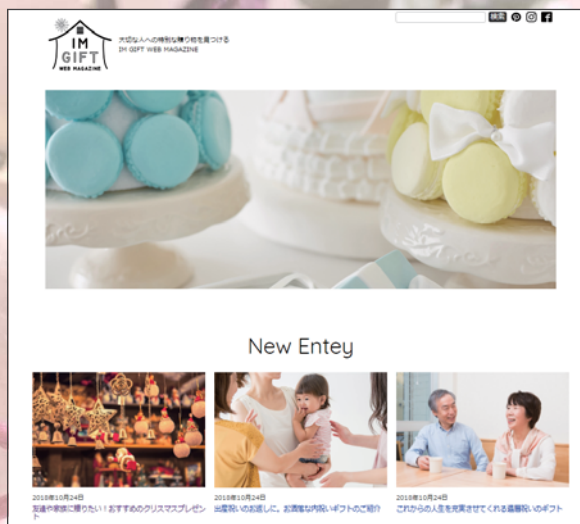 IM
GIFT
WEB MAGAZINE
大切な人への特別な贈り物を見つける
IM GIFT WEB MAGAZINE
検索
New Entey
2018年10月24日
友達や家族に贈りたい！おすすめのクリスマスプレゼント
2018年10月24日
出産祝いのお返しに。お洒落な内祝いギフトのご紹介
2018年10月24日
これからの人生を充実させてくれる還暦祝いのギフト